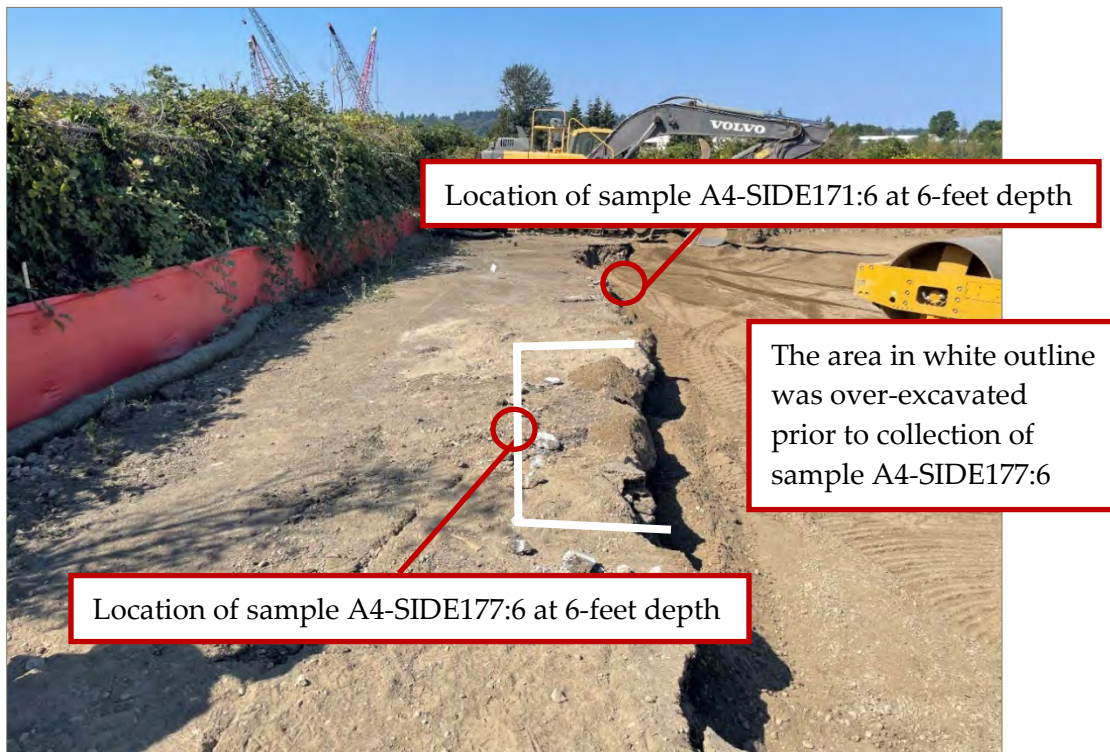 VOLVO
Location of sample A4-SIDE171:6 at 6-feet depth
The area in white outline
was over-excavated
prior to collection of
sample A4-SIDE177:6
Location of sample A4-SIDE177:6 at 6-feet depth